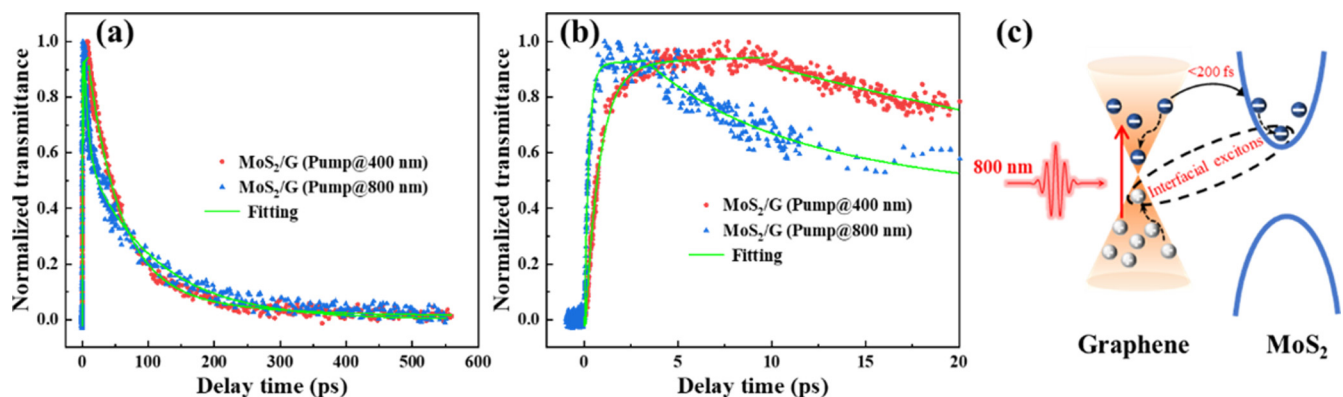 (a)
Normalized transmittance
1.0
0.8
0.6
0.4
0.2
0.0
MoS₂/G (Pump@400 nm)
MoS₂/G (Pump@800 nm)
Fitting
0 100 200 300 400 500 600
Delay time (ps)
(b)
Normalized transmittance
1.0
0.8
0.6
0.4
0.2
0.0
MoS₂/G (Pump@400 nm)
MoS₂/G (Pump@800 nm)
Fitting
0 5 10 15 20
Delay time (ps)
(c)
<200 fs
800 nm
Interfacial excitons
Graphene
MoS₂